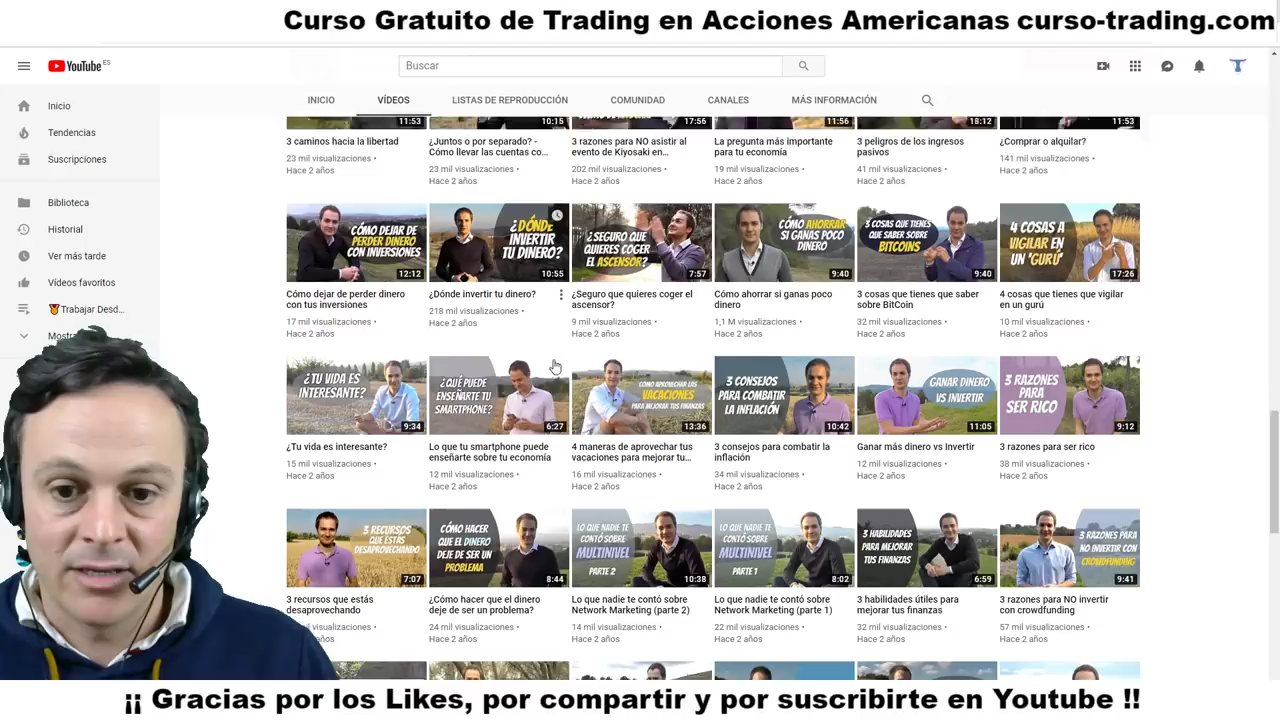 Curso Gratuito de Trading en Acciones Americanas curso-trading.com
YouTube ES
Buscar
INICIO
VÍDEOS
LISTAS DE REPRODUCCIÓN
COMUNIDAD
CANALES
MÁS INFORMACIÓN
Inicio
Tendencias
Suscripciones
Biblioteca
Historial
Ver más tarde
Vídeos favoritos
Trabajar Desd...
11:53
10:15
17:56
11:56
18:12
11:53
3 caminos hacia la libertad
23 mil visualizaciones •
Hace 2 años
¿Juntos o por separado? -
Cómo llevar las cuentas co...
23 mil visualizaciones •
Hace 2 años
3 razones para NO asistir al
evento de Kiyosaki en...
202 mil visualizaciones •
Hace 2 años
La pregunta más importante
para tu economía
19 mil visualizaciones •
Hace 2 años
3 peligros de los ingresos
pasivos
41 mil visualizaciones •
Hace 2 años
¿Comprar o alquilar?
141 mil visualizaciones •
Hace 2 años
CÓMO DEJAR DE
PERDER DINERO
CON INVERSIONES
12:12
¿DÓNDE
INVERTIR
TU DINERO?
10:55
¿SEGURO QUE
QUIERES COGER
EL ASCENSOR?
7:57
CÓMO AHORRAR
SI GANAS POCO
DINERO
9:40
3 COSAS QUE TIENES
QUE SABER SOBRE
BITCOINS
9:40
4 COSAS A
VIGILAR EN
UN "GURÚ"
17:26
Cómo dejar de perder dinero
con tus inversiones
17 mil visualizaciones •
Hace 2 años
¿Dónde invertir tu dinero?
218 mil visualizaciones •
Hace 2 años
¿Seguro que quieres coger el
ascensor?
9 mil visualizaciones •
Hace 2 años
Cómo ahorrar si ganas poco
dinero
1,1 M visualizaciones •
Hace 2 años
3 cosas que tienes que saber
sobre BitCoin
32 mil visualizaciones •
Hace 2 años
4 cosas que tienes que vigilar
en un gurú
10 mil visualizaciones •
Hace 2 años
¿TU VIDA ES
INTERESANTE?
9:34
¿QUÉ PUEDE
ENSEÑARTE TU
SMARTPHONE?
6:27
CÓMO APROVECHAR LAS
VACACIONES
PARA MEJORAR TUS FINANZAS
13:36
3 CONSEJOS
PARA COMBATIR
LA INFLACIÓN
10:42
GANAR DINERO
VS INVERTIR
11:05
3 RAZONES
PARA
SER RICO
9:12
¿Tu vida es interesante?
15 mil visualizaciones •
Hace 2 años
Lo que tu smartphone puede
enseñarte sobre tu economía
12 mil visualizaciones •
Hace 2 años
4 maneras de aprovechar tus
vacaciones para mejorar tu...
16 mil visualizaciones •
Hace 2 años
3 consejos para combatir la
inflación
34 mil visualizaciones •
Hace 2 años
Ganar más dinero vs Invertir
12 mil visualizaciones •
Hace 2 años
3 razones para ser rico
38 mil visualizaciones •
Hace 2 años
3 RECURSOS
QUE ESTÁS
DESAPROVECHANDO
7:07
CÓMO HACER
QUE EL DINERO
DEJE DE SER UN
PROBLEMA
8:44
LO QUE NADIE TE
CONTÓ SOBRE
MULTINIVEL
PARTE 2
10:38
LO QUE NADIE TE
CONTÓ SOBRE
MULTINIVEL
PARTE 1
8:02
3 HABILIDADES
PARA MEJORAR
TUS FINANZAS
6:59
3 RAZONES PARA
NO INVERTIR CON
CROWDFUNDING
9:41
3 recursos que estás
desaprovechando
visualizaciones •
Hace 2 años
¿Cómo hacer que el dinero
deje de ser un problema?
24 mil visualizaciones •
Hace 2 años
Lo que nadie te contó sobre
Network Marketing (parte 2)
14 mil visualizaciones •
Hace 2 años
Lo que nadie te contó sobre
Network Marketing (parte 1)
22 mil visualizaciones •
Hace 2 años
3 habilidades útiles para
mejorar tus finanzas
32 mil visualizaciones •
Hace 2 años
3 razones para NO invertir
con crowdfunding
57 mil visualizaciones •
Hace 2 años
¡¡ Gracias por los Likes, por compartir y por suscribirte en Youtube !!